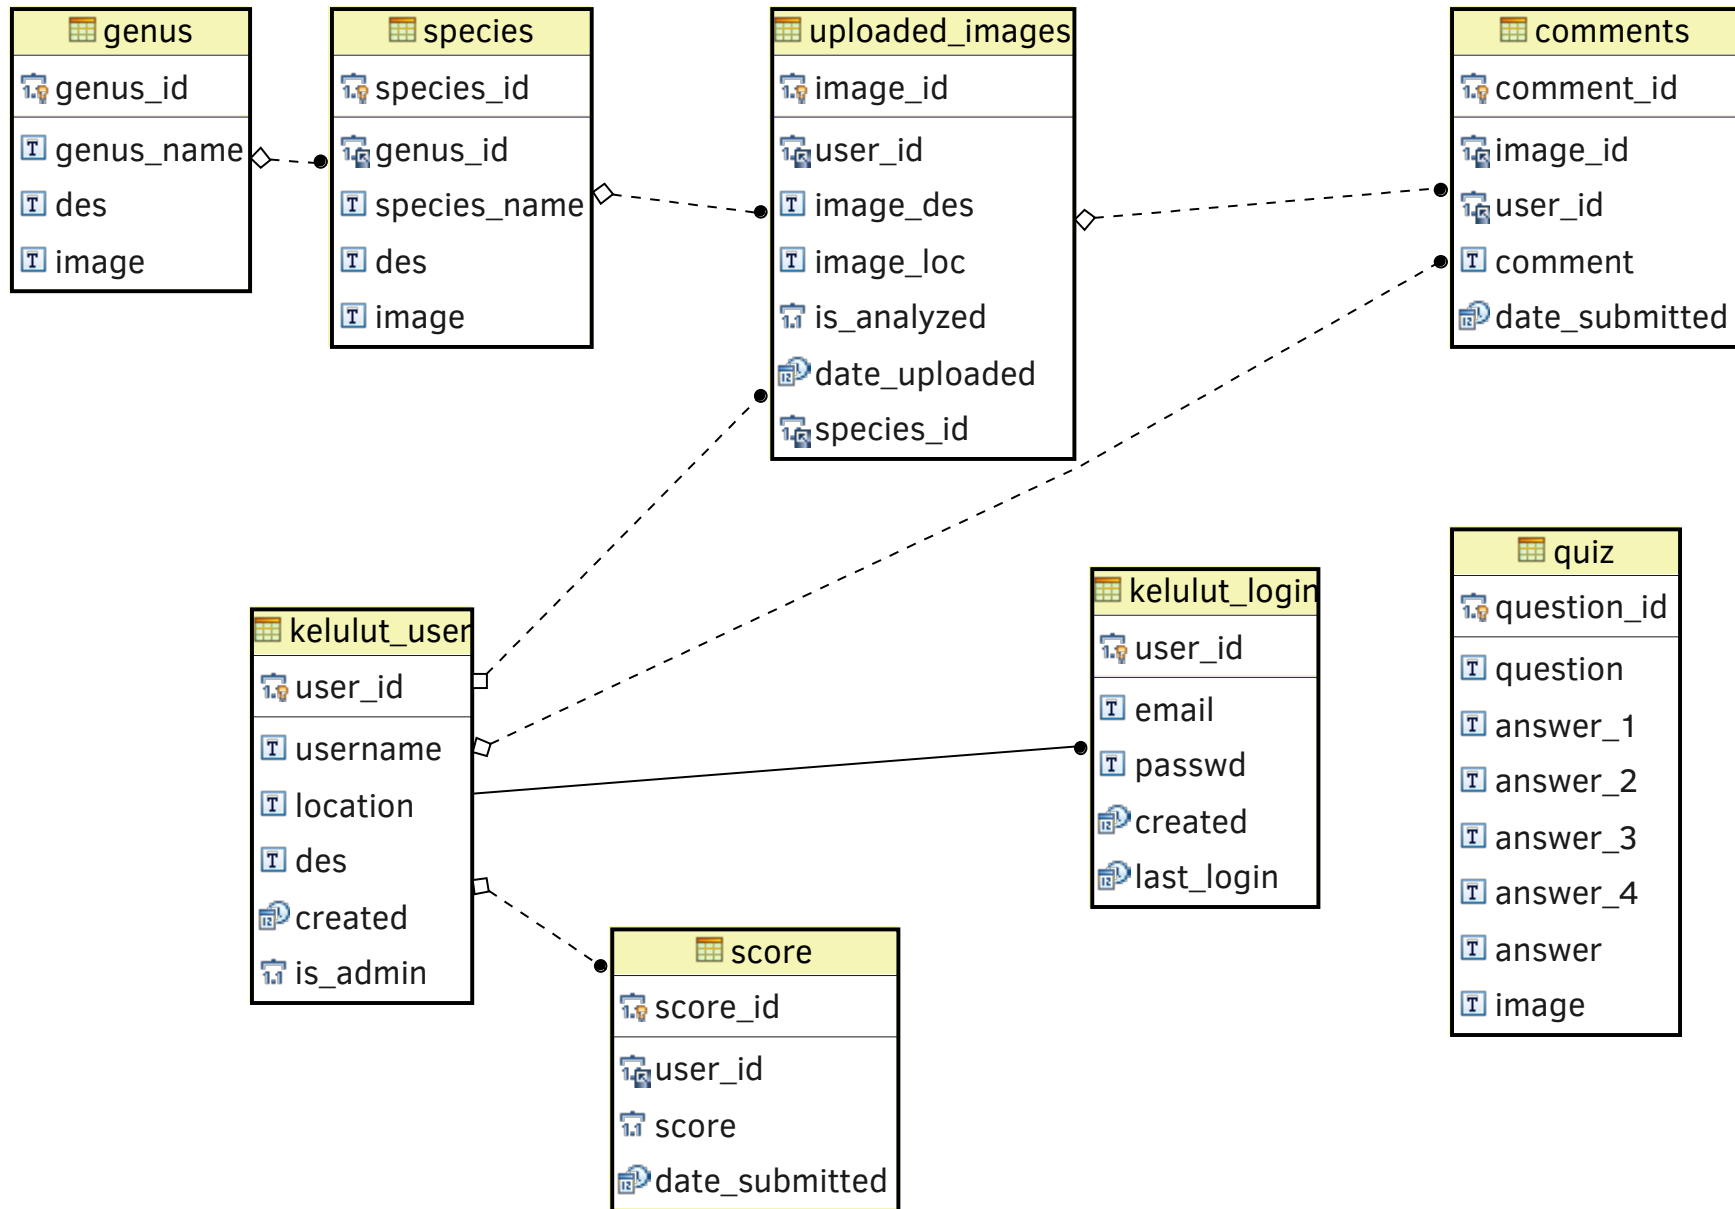 genus
genus_id
genus_name
des
image
species
species_id
genus_id
species_name
des
image
uploaded_images
image_id
user_id
image_des
image_loc
is_analyzed
date_uploaded
species_id
comments
comment_id
image_id
user_id
comment
date_submitted
kelulut_user
user_id
username
location
des
created
is_admin
score
score_id
user_id
score
date_submitted
kelulut_login
user_id
email
passwd
created
last_login
quiz
question_id
question
answer_1
answer_2
answer_3
answer_4
answer
image